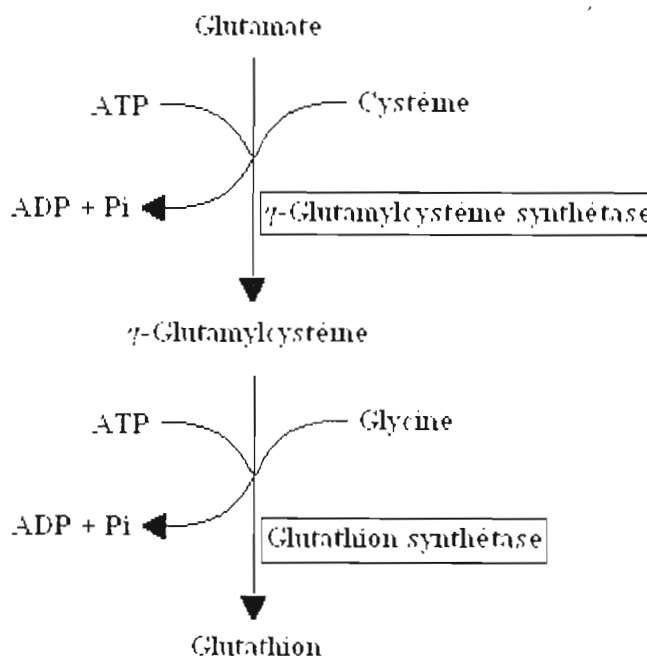 Glutamate
ATP
Cystéine
ADP + Pi
γ-Glutamylcystéine synthétase
γ-Glutamylcystéine
ATP
Glycine
ADP + Pi
Glutathion synthétase
Glutathion